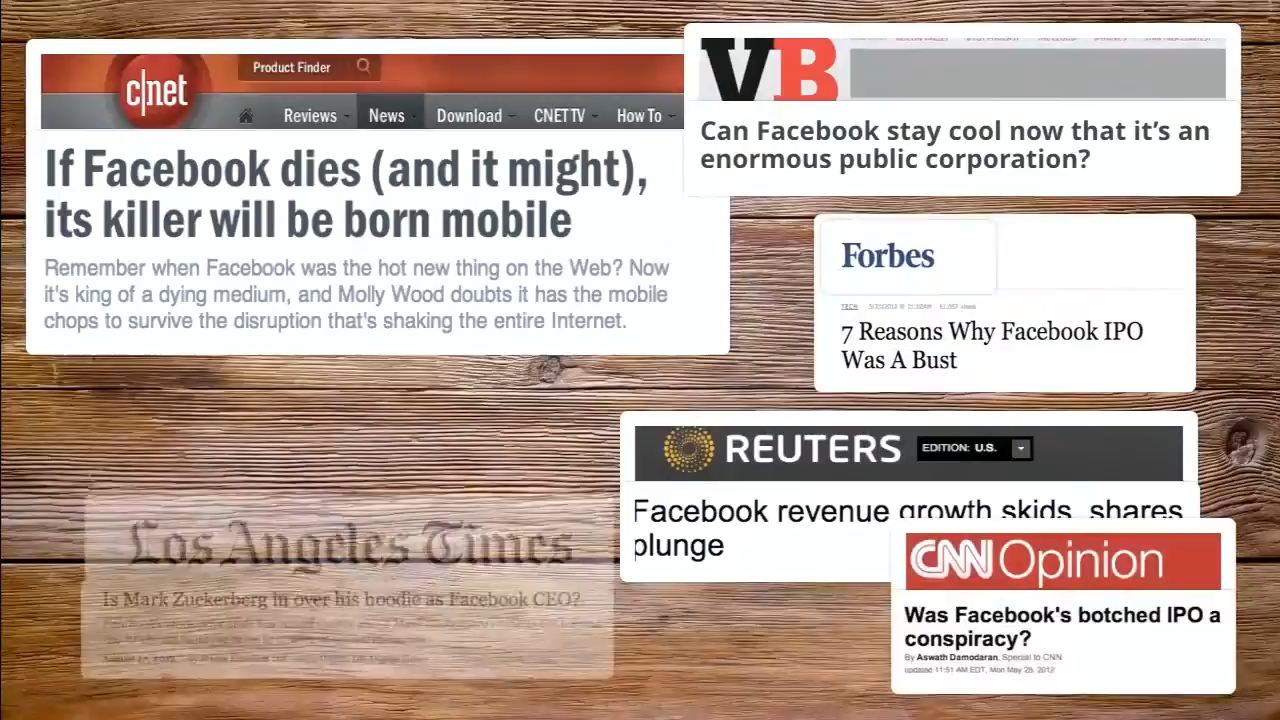 c|net
Product Finder
Reviews News Download CNET TV How To
If Facebook dies (and it might),
its killer will be born mobile
Remember when Facebook was the hot new thing on the Web? Now
it's king of a dying medium, and Molly Wood doubts it has the mobile
chops to survive the disruption that's shaking the entire Internet.
VB
Can Facebook stay cool now that it's an
enormous public corporation?
Forbes
TECH
7 Reasons Why Facebook IPO
Was A Bust
REUTERS EDITION: U.S.
Facebook revenue growth skids, shares
plunge
Los Angeles Times
Is Mark Zuckerberg in over his hoodie as Facebook CEO?
CNN Opinion
Was Facebook's botched IPO a
conspiracy?
By Aswath Damodaran, Special to CNN
updated 11:51 AM EDT, Mon May 28, 2012